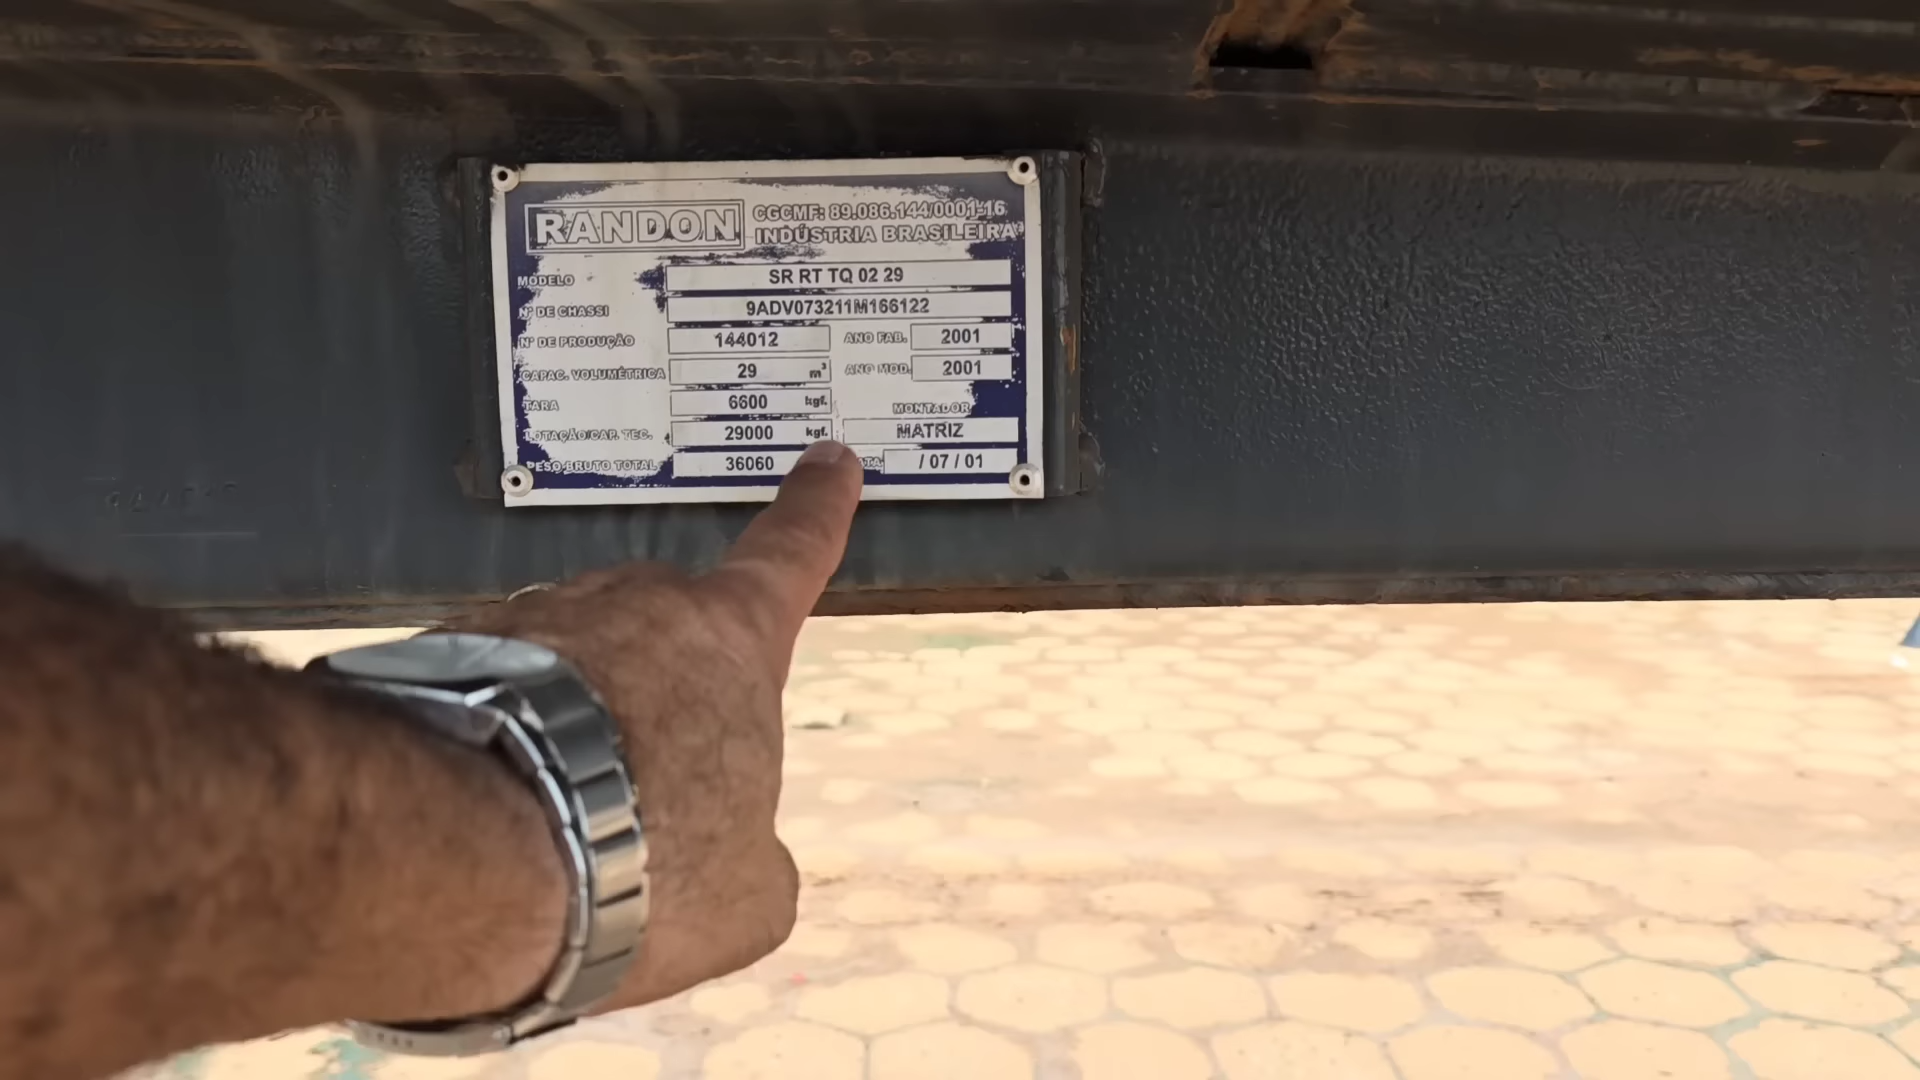 RANDON CGCMF: 89.086.144/0001-16
INDÚSTRIA BRASILEIRA
MODELO SR RT TQ 02 29
Nº DE CHASSI 9ADV073211M166122
Nº DE PRODUÇÃO 144012 ANO FAB. 2001
CAPAC. VOLUMÉTRICA 29 m³ ANO MOD. 2001
TARA 6600 kgf. MONTADOR
LOTAÇÃO/CAP. TEC. 29000 kgf. MATRIZ
PESO BRUTO TOTAL 36060 / 07 / 01